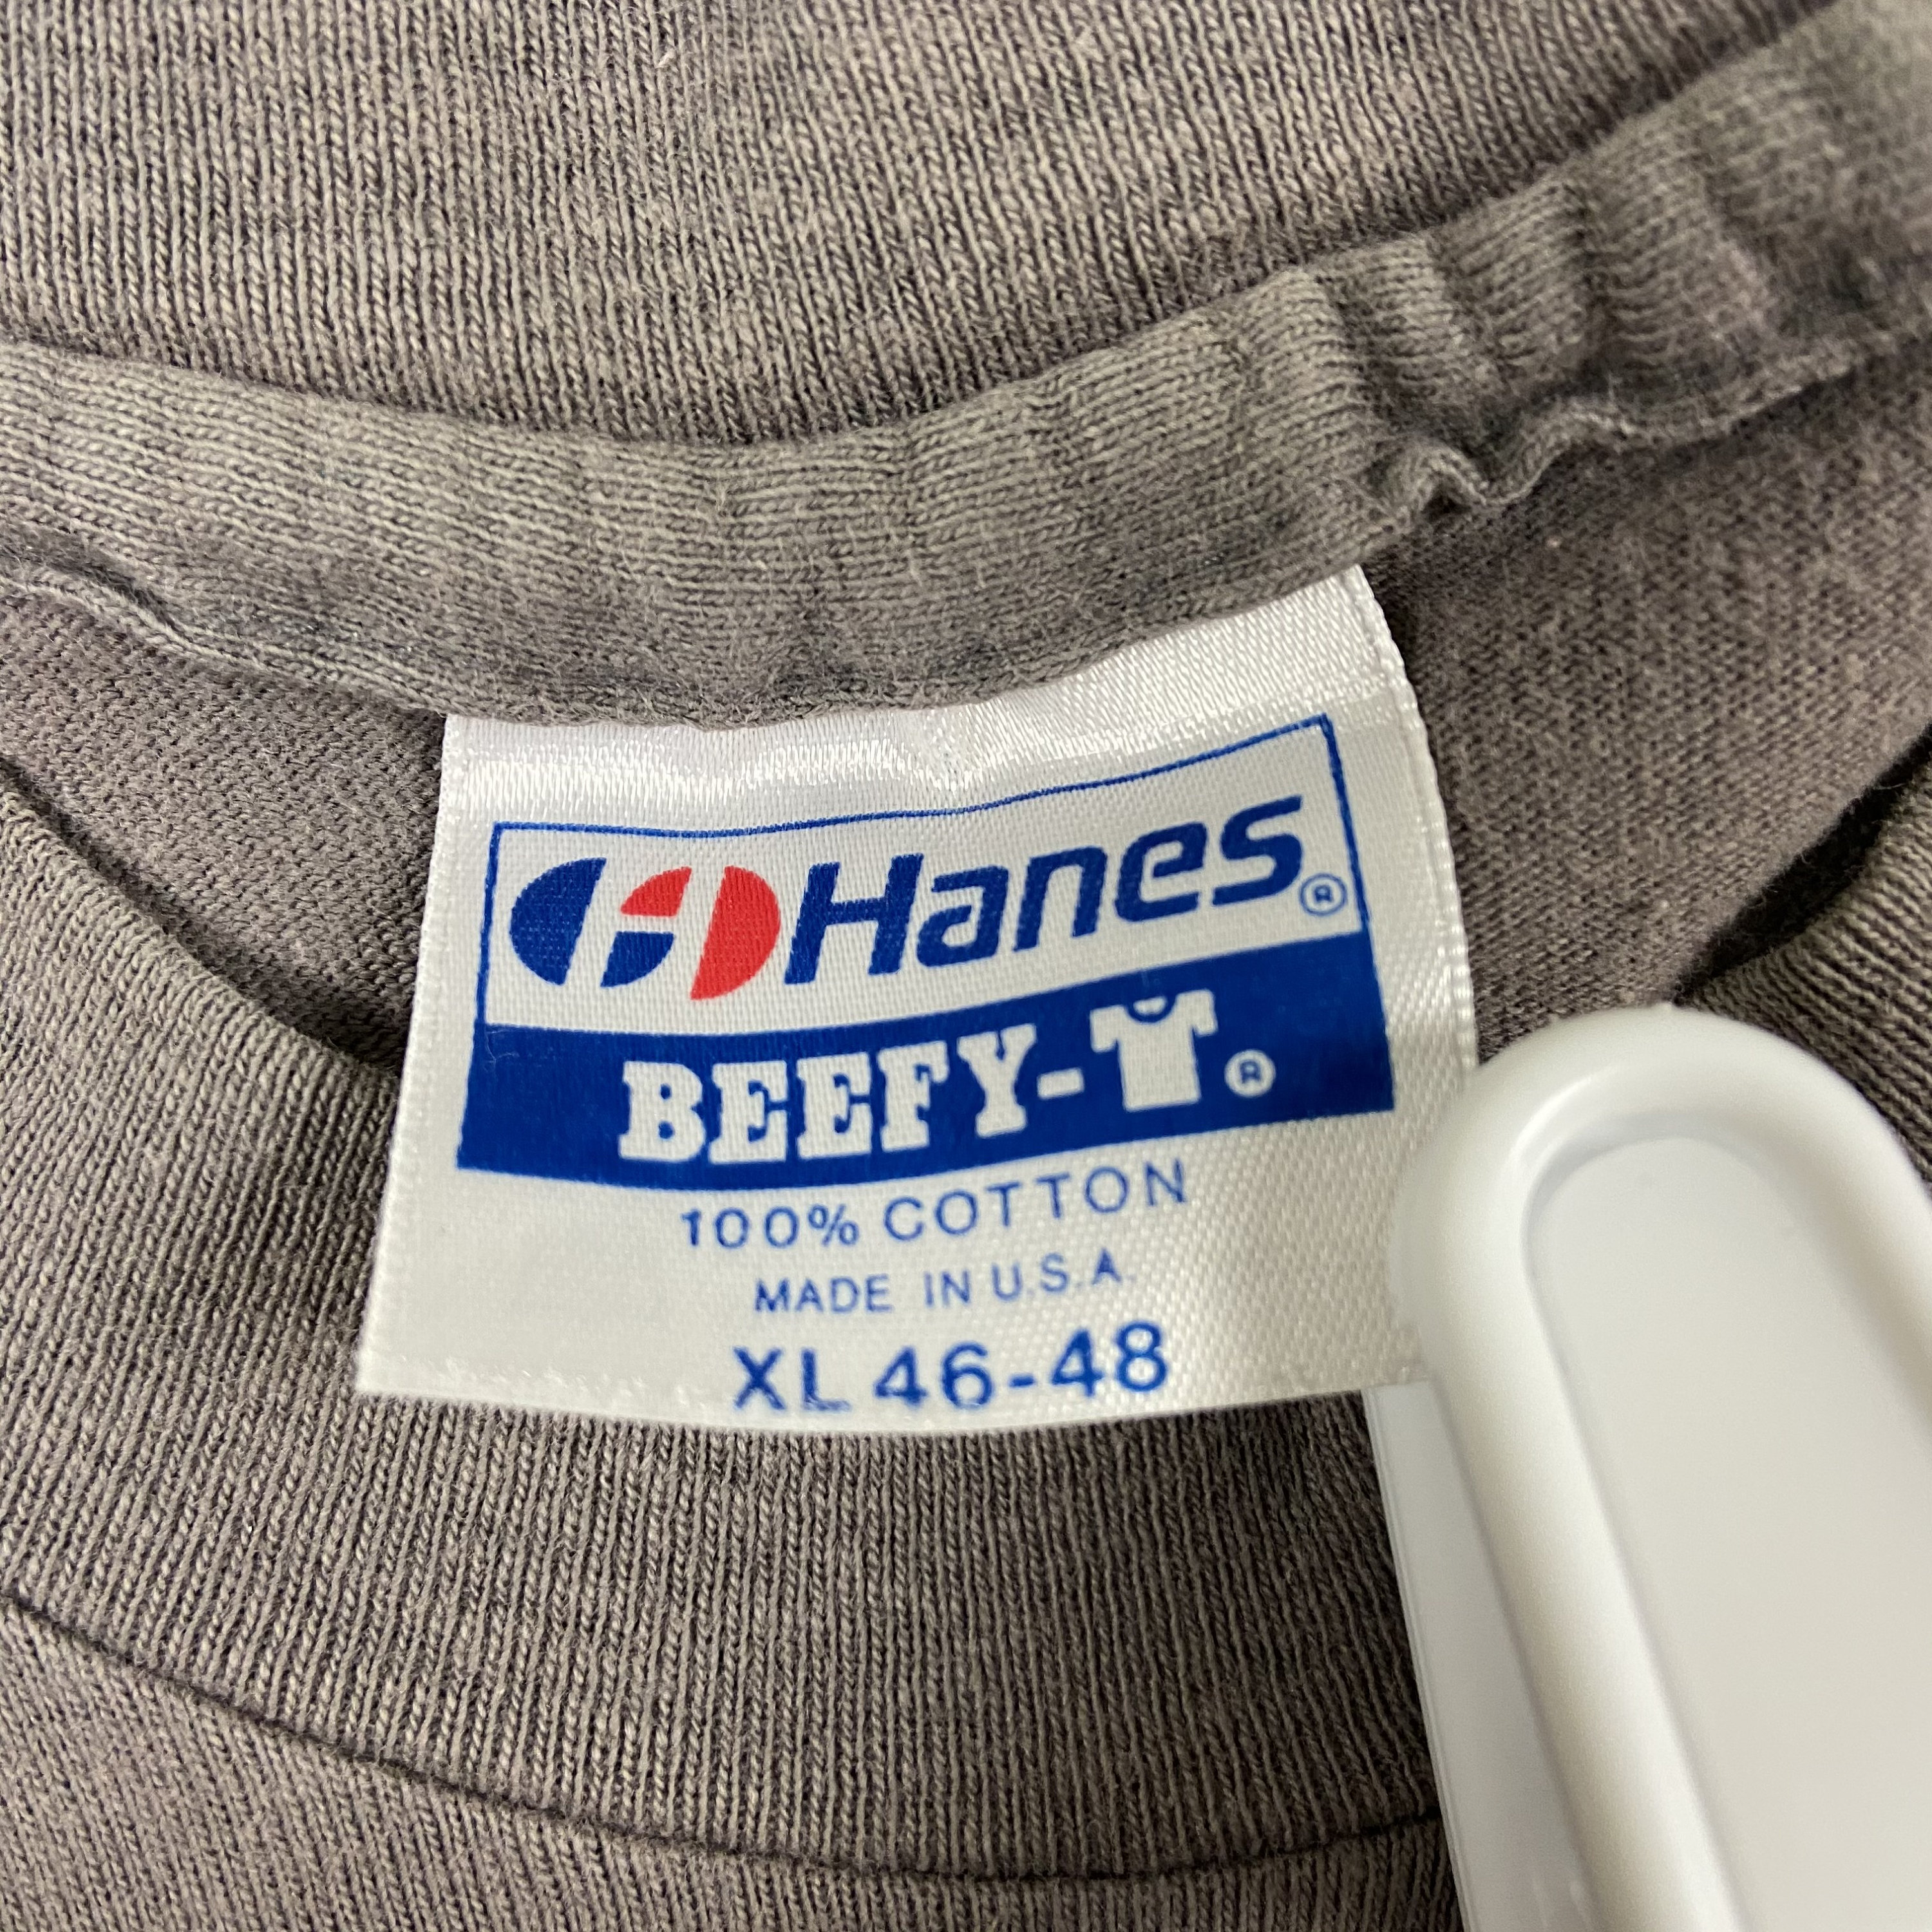 Hanes®
BEEFY-T®
100% COTTON
MADE IN U.S.A.
XL 46-48